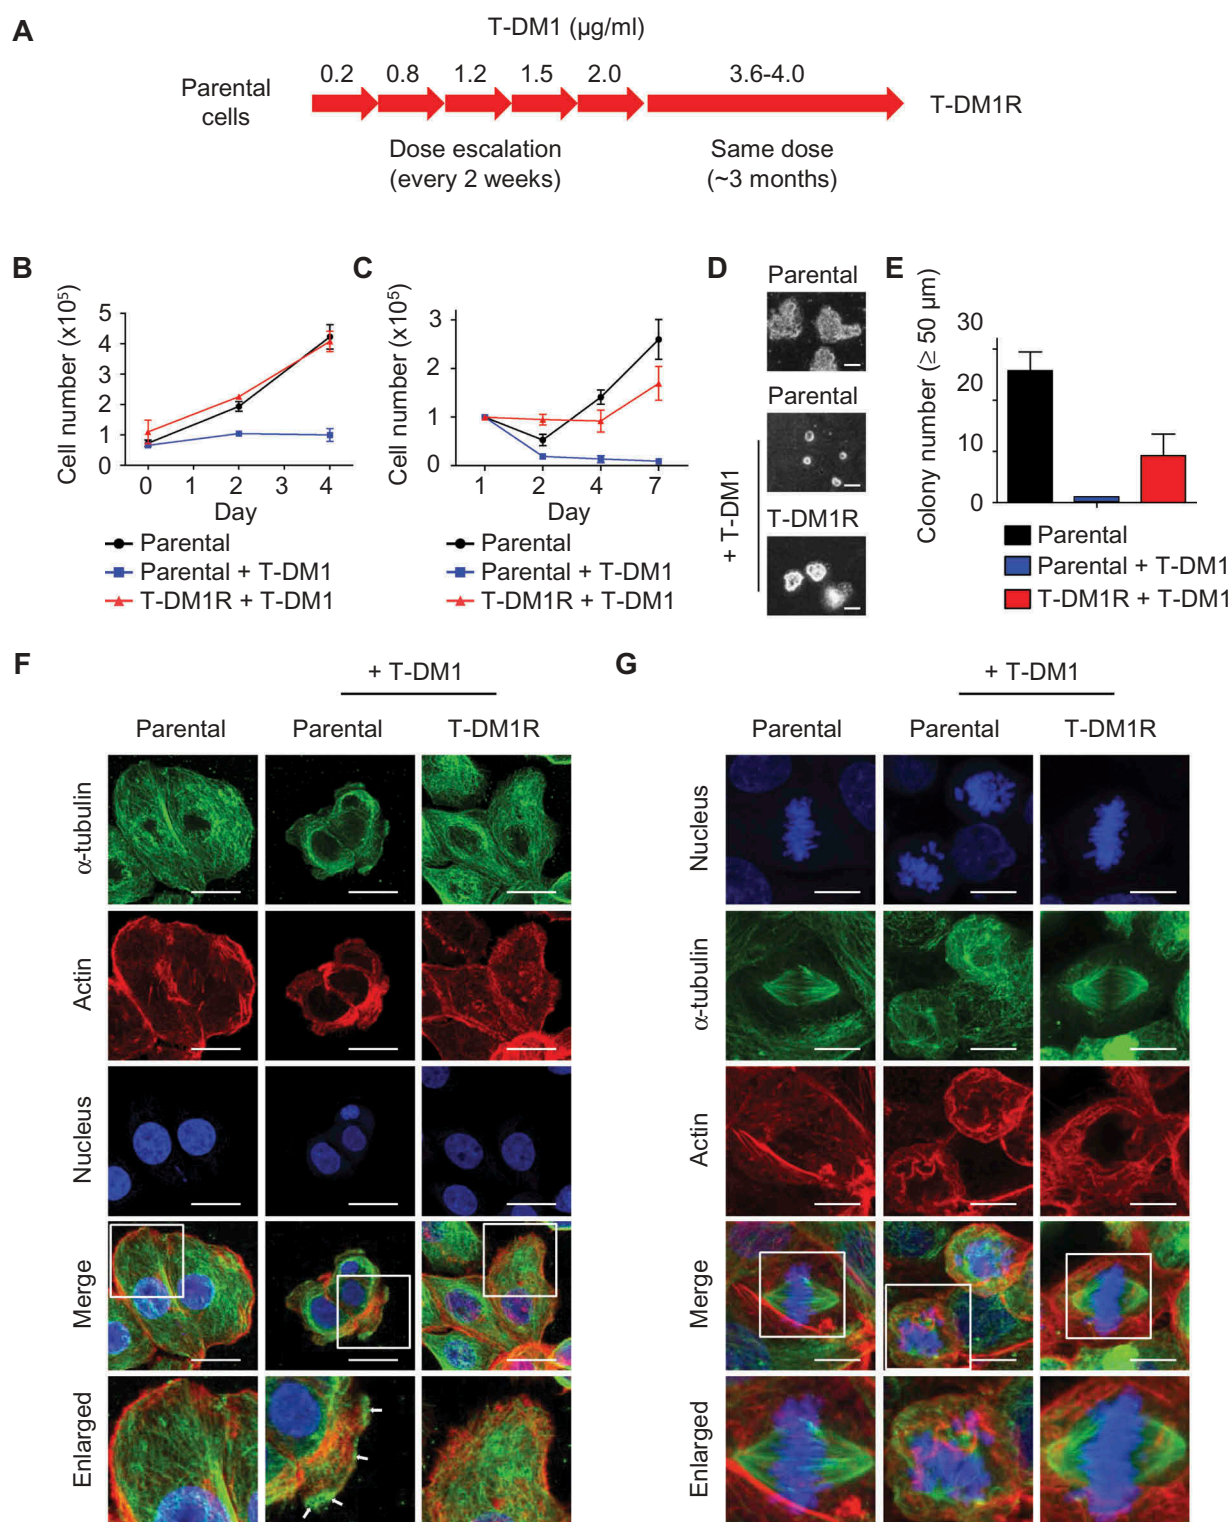 A
T-DM1 (µg/ml)
0.2 0.8 1.2 1.5 2.0 3.6-4.0
Parental
cells
T-DM1R
Dose escalation
(every 2 weeks)
Same dose
(~3 months)
B
Cell number (x10⁵)
5
4
3
2
1
0
0 2 4
Day
Parental
Parental + T-DM1
T-DM1R + T-DM1
C
Cell number (x10⁵)
3
2
1
0
1 2 4 7
Day
Parental
Parental + T-DM1
T-DM1R + T-DM1
D
Parental
Parental
T-DM1R
+ T-DM1
E
Colony number (≥ 50 µm)
30
20
10
0
Parental
Parental + T-DM1
T-DM1R + T-DM1
F
+ T-DM1
Parental Parental T-DM1R
α-tubulin
Actin
Nucleus
Merge
Enlarged
G
+ T-DM1
Parental Parental T-DM1R
Nucleus
α-tubulin
Actin
Merge
Enlarged